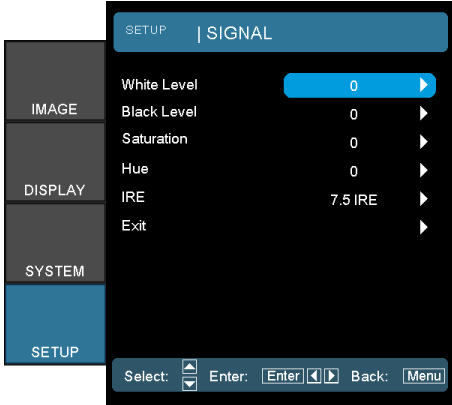 SETUP | SIGNAL
IMAGE
DISPLAY
SYSTEM
SETUP
White Level 0
Black Level 0
Saturation 0
Hue 0
IRE 7.5 IRE
Exit
Select: Enter: Enter Back: Menu